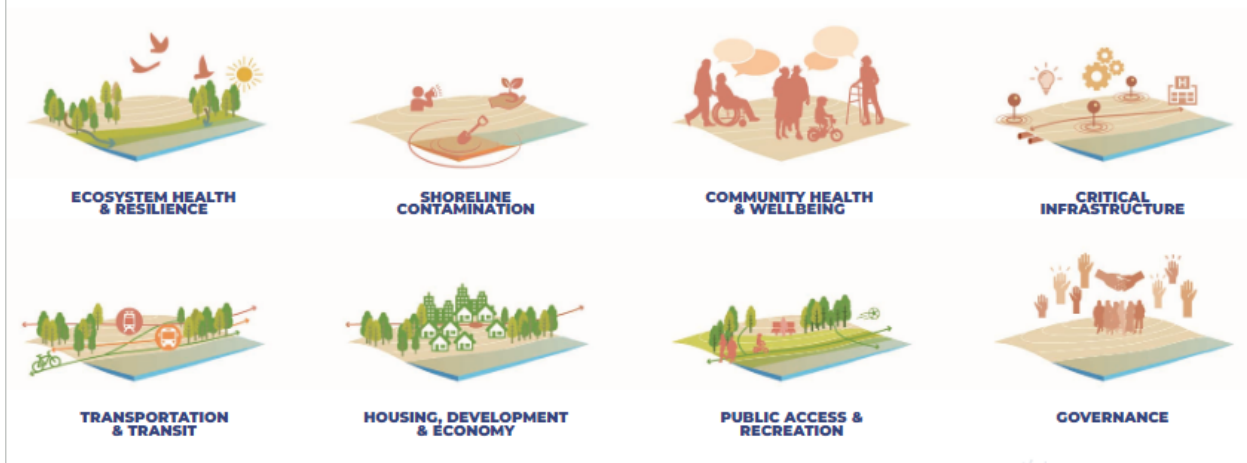 ECOSYSTEM HEALTH
& RESILIENCE
SHORELINE
CONTAMINATION
COMMUNITY HEALTH
& WELLBEING
CRITICAL
INFRASTRUCTURE
H
TRANSPORTATION
& TRANSIT
HOUSING, DEVELOPMENT
& ECONOMY
PUBLIC ACCESS &
RECREATION
GOVERNANCE